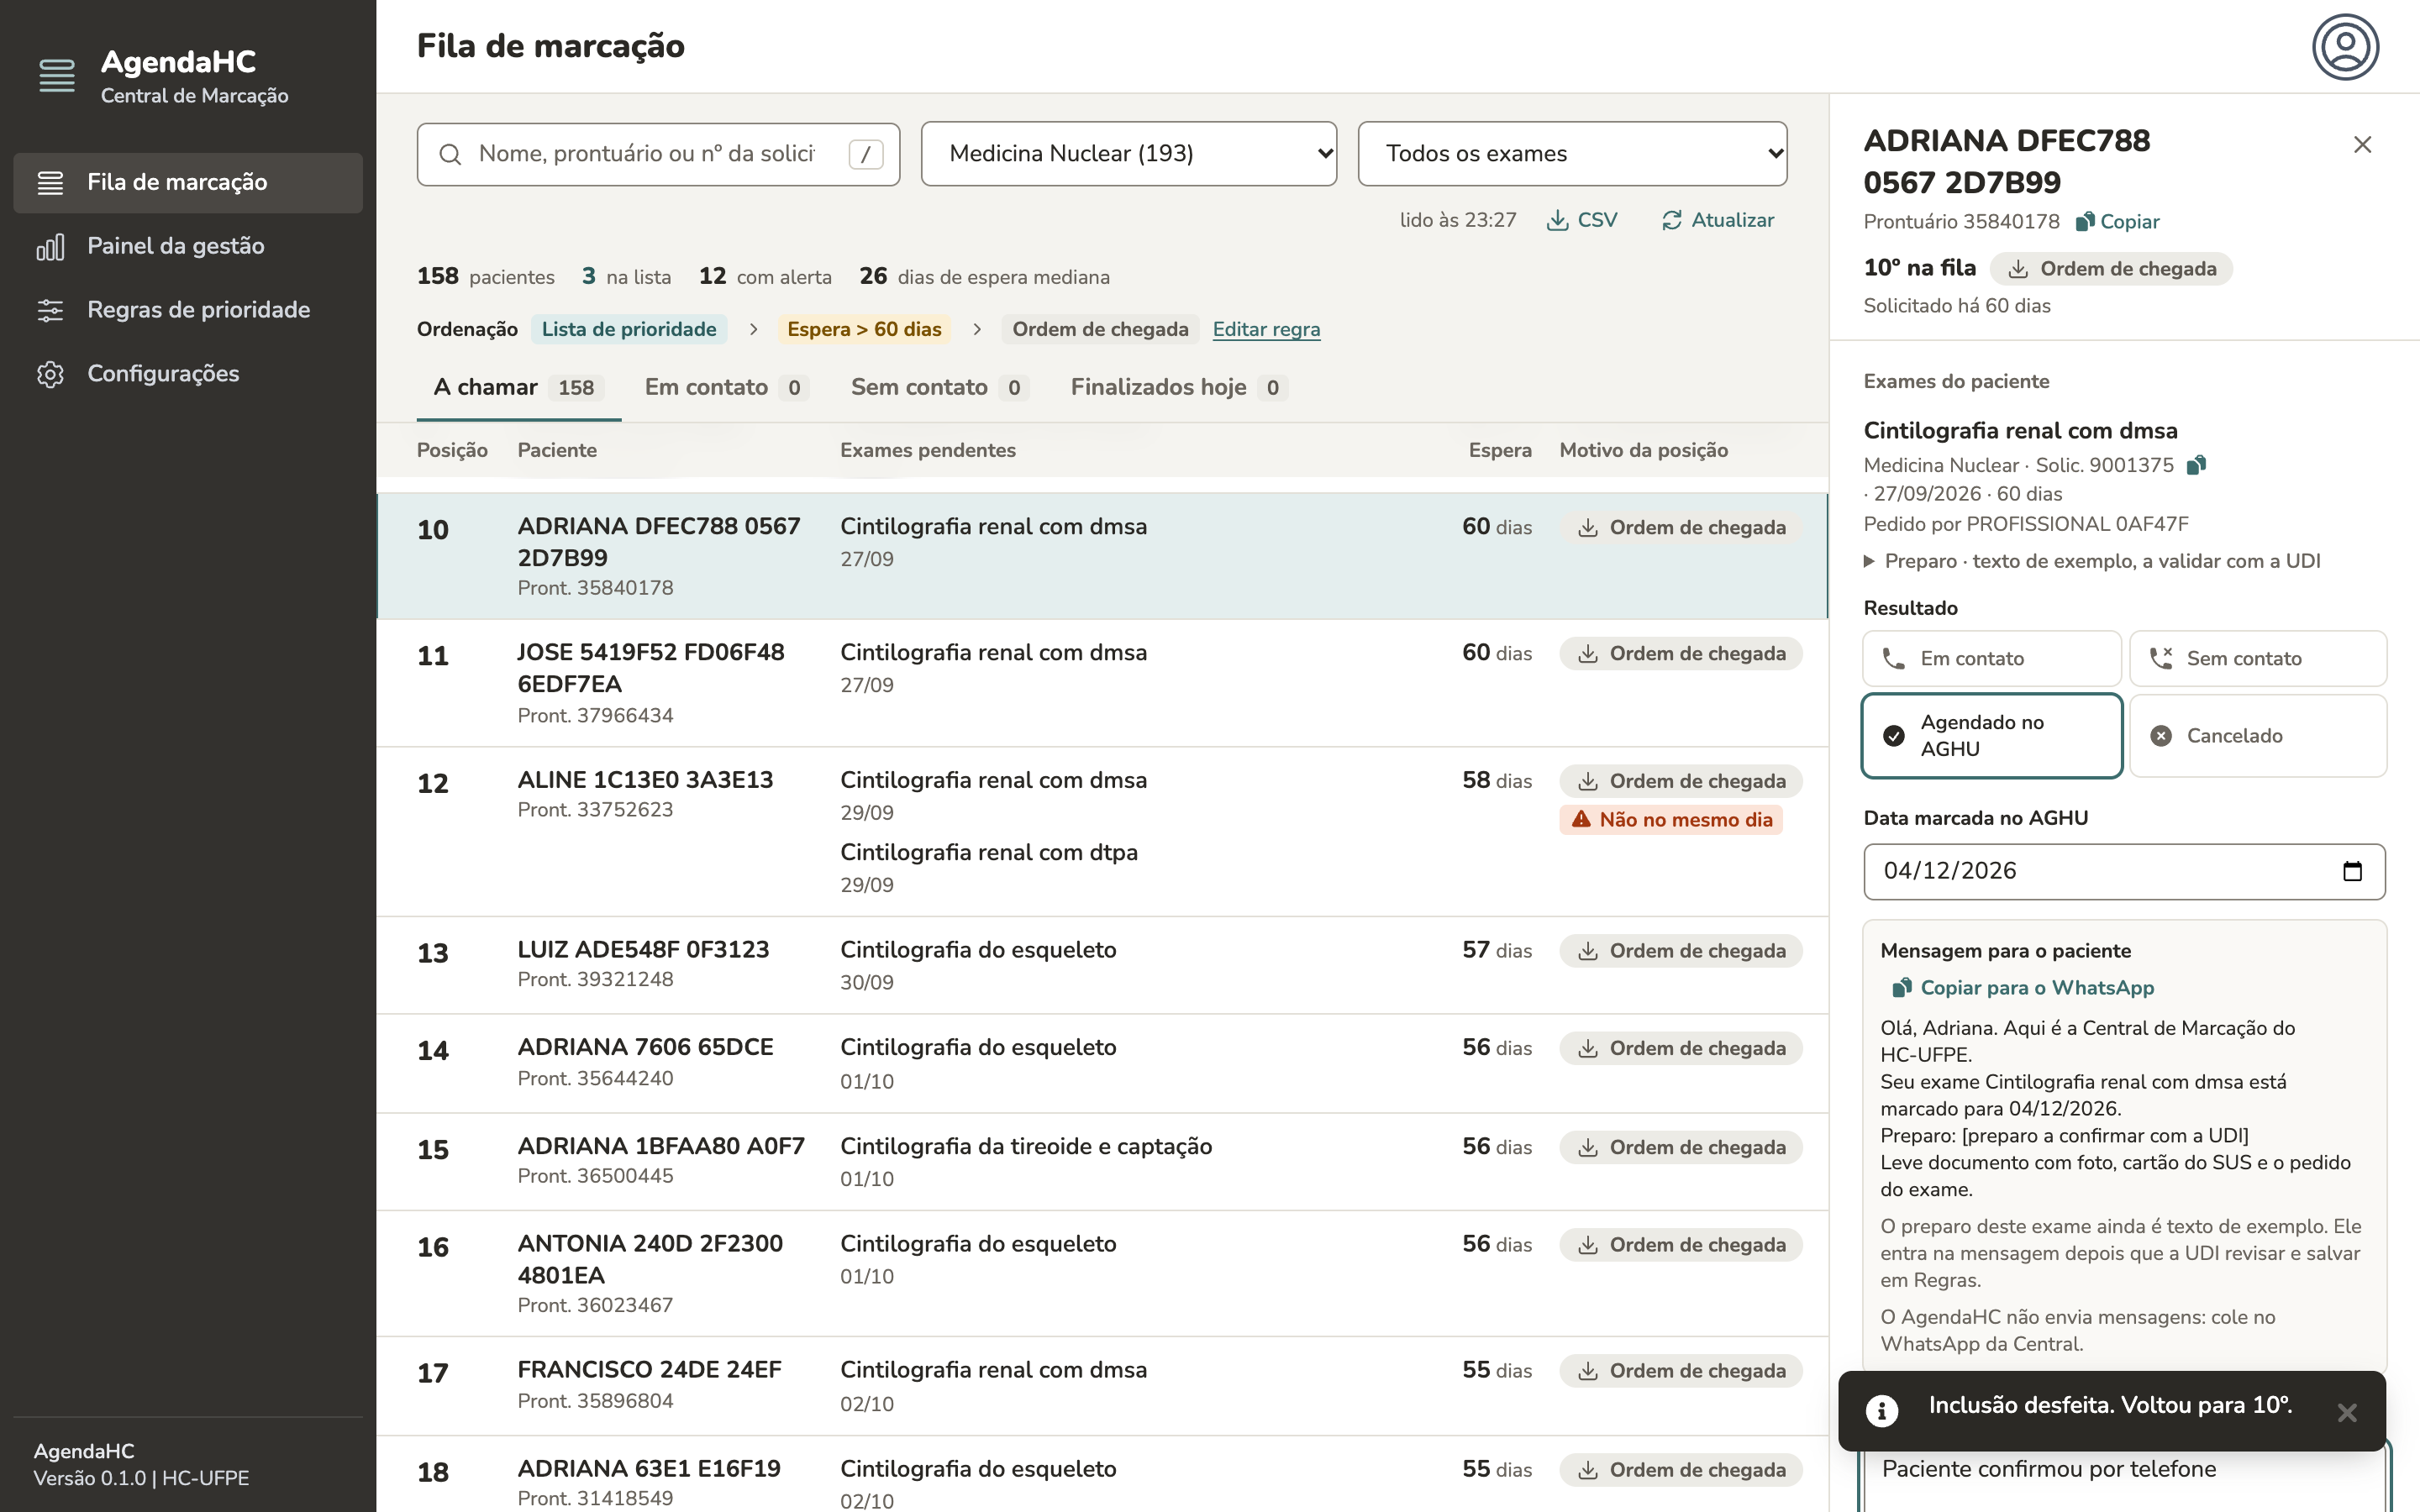 AgendaHC
Central de Marcação
Fila de marcação
Painel da gestão
Regras de prioridade
Configurações
AgendaHC
Versão 0.1.0 | HC-UFPE
Fila de marcação
Nome, prontuário ou nº da solici
/
Medicina Nuclear (193)
Todos os exames
lido às 23:27
CSV
Atualizar
158 pacientes 3 na lista 12 com alerta 26 dias de espera mediana
Ordenação Lista de prioridade > Espera > 60 dias > Ordem de chegada Editar regra
A chamar 158 Em contato 0 Sem contato 0 Finalizados hoje 0
Posição Paciente Exames pendentes Espera Motivo da posição
10 ADRIANA DFEC788 0567 Cintilografia renal com dmsa 60 dias Ordem de chegada
2D7B99 27/09
Pront. 35840178
11 JOSE 5419F52 FD06F48 Cintilografia renal com dmsa 60 dias Ordem de chegada
6EDF7EA 27/09
Pront. 37966434
12 ALINE 1C13E0 3A3E13 Cintilografia renal com dmsa 58 dias Ordem de chegada
Pront. 33752623 29/09 Não no mesmo dia
Cintilografia renal com dtpa
29/09
13 LUIZ ADE548F 0F3123 Cintilografia do esqueleto 57 dias Ordem de chegada
Pront. 39321248 30/09
14 ADRIANA 7606 65DCE Cintilografia do esqueleto 56 dias Ordem de chegada
Pront. 35644240 01/10
15 ADRIANA 1BFAA80 A0F7 Cintilografia da tireoide e captação 56 dias Ordem de chegada
Pront. 36500445 01/10
16 ANTONIA 240D 2F2300 Cintilografia do esqueleto 56 dias Ordem de chegada
4801EA 01/10
Pront. 36023467
17 FRANCISCO 24DE 24EF Cintilografia renal com dmsa 55 dias Ordem de chegada
Pront. 35896804 02/10
18 ADRIANA 63E1 E16F19 Cintilografia do esqueleto 55 dias Ordem de chegada
Pront. 31418549 02/10
ADRIANA DFEC788
0567 2D7B99
Prontuário 35840178 Copiar
10º na fila Ordem de chegada
Solicitado há 60 dias
Exames do paciente
Cintilografia renal com dmsa
Medicina Nuclear · Solic. 9001375
· 27/09/2026 · 60 dias
Pedido por PROFISSIONAL 0AF47F
Preparo · texto de exemplo, a validar com a UDI
Resultado
Em contato
Sem contato
Agendado no
AGHU
Cancelado
Data marcada no AGHU
04/12/2026
Mensagem para o paciente
Copiar para o WhatsApp
Olá, Adriana. Aqui é a Central de Marcação do
HC-UFPE.
Seu exame Cintilografia renal com dmsa está
marcado para 04/12/2026.
Preparo: [preparo a confirmar com a UDI]
Leve documento com foto, cartão do SUS e o pedido
do exame.
O preparo deste exame ainda é texto de exemplo. Ele
entra na mensagem depois que a UDI revisar e salvar
em Regras.
O AgendaHC não envia mensagens: cole no
WhatsApp da Central.
Inclusão desfeita. Voltou para 10º.
Paciente confirmou por telefone